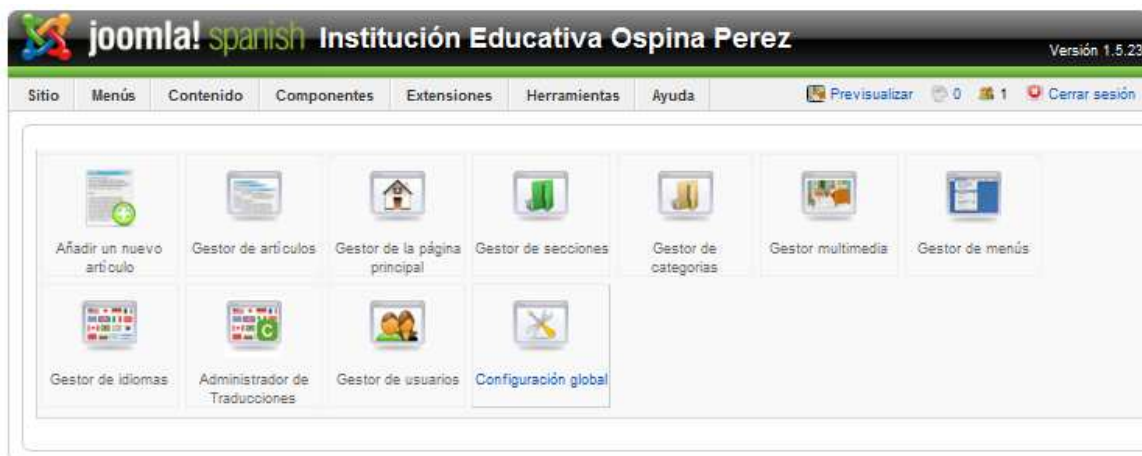 joomla! spanish Institución Educativa Ospina Perez
Versión 1.5.23
Sitio Menús Contenido Componentes Extensiones Herramientas Ayuda Previsualizar 0 1 Cerrar sesión
Añadir un nuevo artículo
Gestor de artículos
Gestor de la página principal
Gestor de secciones
Gestor de categorias
Gestor multimedia
Gestor de menús
Gestor de idiomas
C
Administrador de Traducciones
Gestor de usuarios
Configuración global